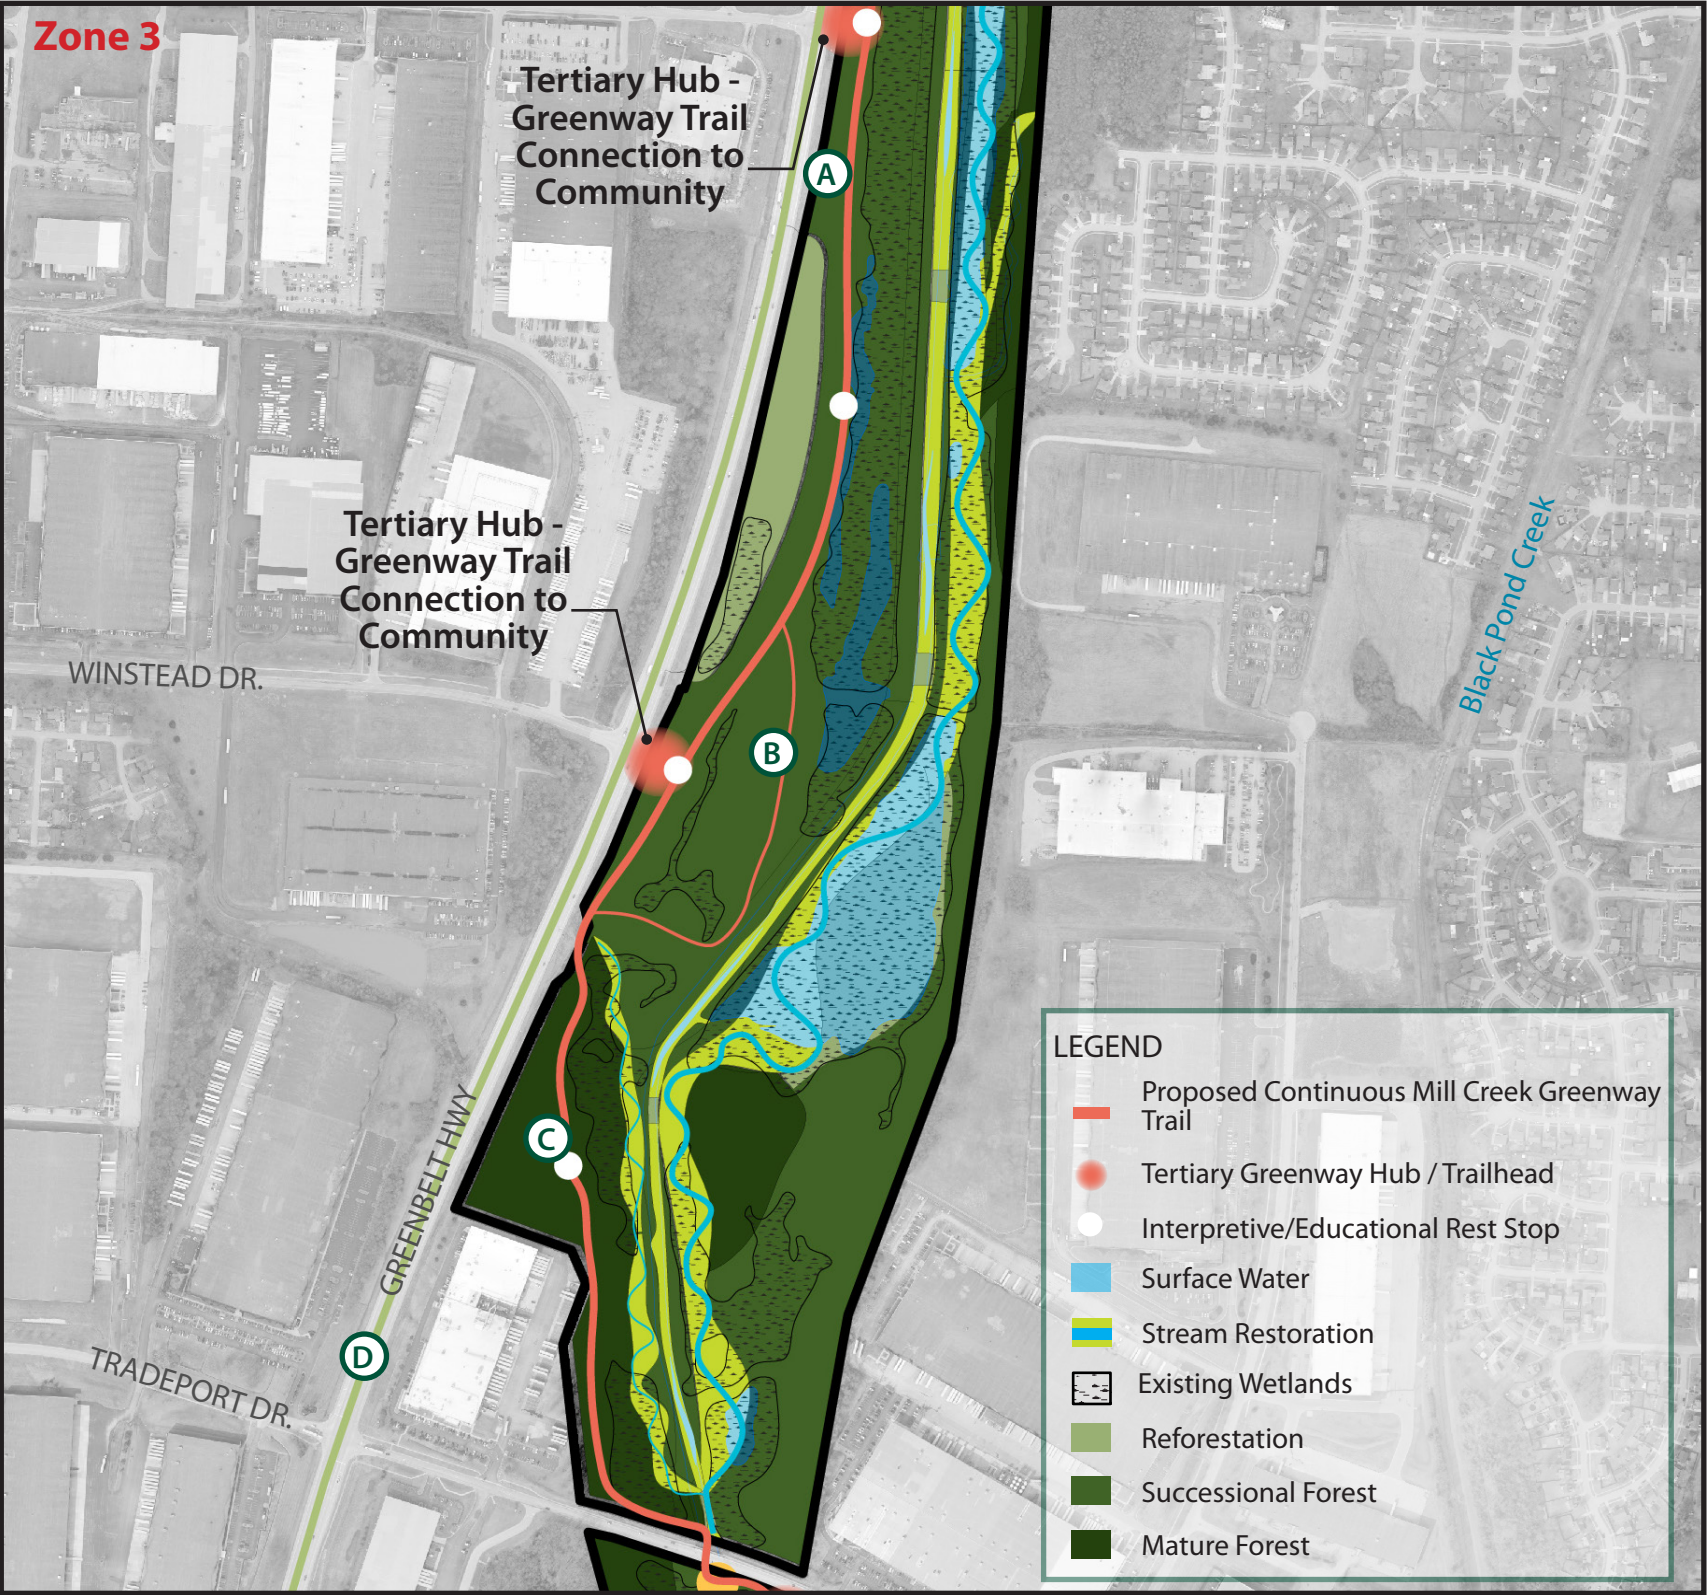 Zone 3
Tertiary Hub -
Greenway Trail
Connection to
Community
A
Tertiary Hub -
Greenway Trail
Connection to
Community
Black Pond Creek
WINSTEAD DR.
B
C
GREENBELT HWY
D
TRADEPORT DR.
LEGEND
Proposed Continuous Mill Creek Greenway
Trail
Tertiary Greenway Hub / Trailhead
Interpretive/Educational Rest Stop
Surface Water
Stream Restoration
Existing Wetlands
Reforestation
Successional Forest
Mature Forest